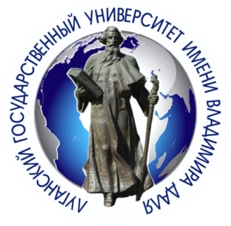 ЛУГАНСКИЙ ГОСУДАРСТВЕННЫЙ УНИВЕРСИТЕТ ИМЕНИ ВЛАДИМИРА ДАЛЯ